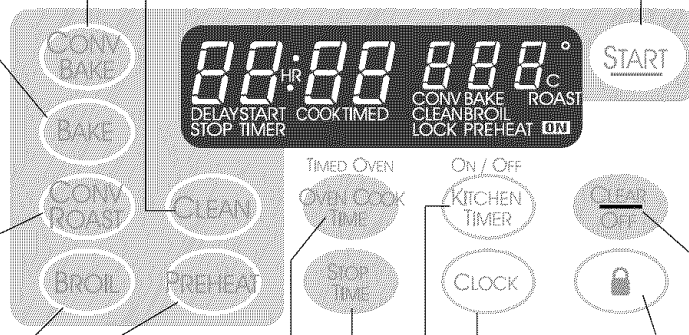 CONV
BAKE
88:88 888°
HR
C
CONV BAKE ROAST
DELAY START COOK TIMED CLEAN BROIL
STOP TIMER LOCK PREHEAT ON
START
BAKE
CONV
ROAST
CLEAN
BROIL
PREHEAT
TIMED OVEN
OVEN COOK
TIME
STOP
TIME
ON / OFF
KITCHEN
TIMER
CLOCK
CLEAR
OFF